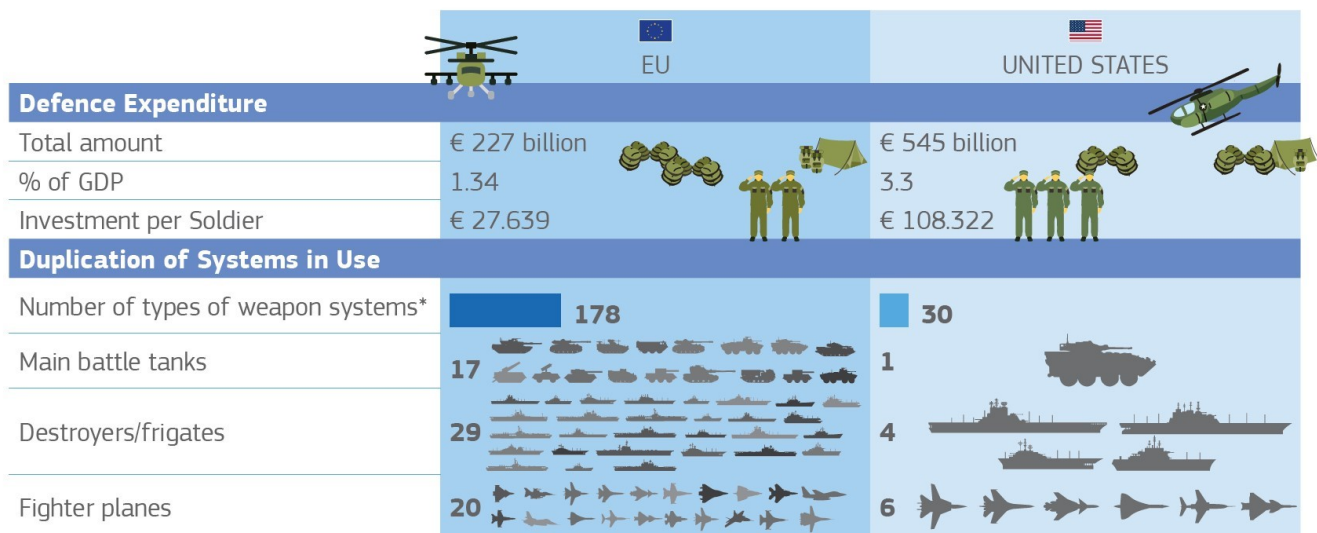 EU
UNITED STATES
Defence Expenditure
Total amount
€ 227 billion
€ 545 billion
% of GDP
1.34
3.3
Investment per Soldier
€ 27.639
€ 108.322
Duplication of Systems in Use
Number of types of weapon systems*
178
30
Main battle tanks
17
1
Destroyers/frigates
29
4
Fighter planes
20
6